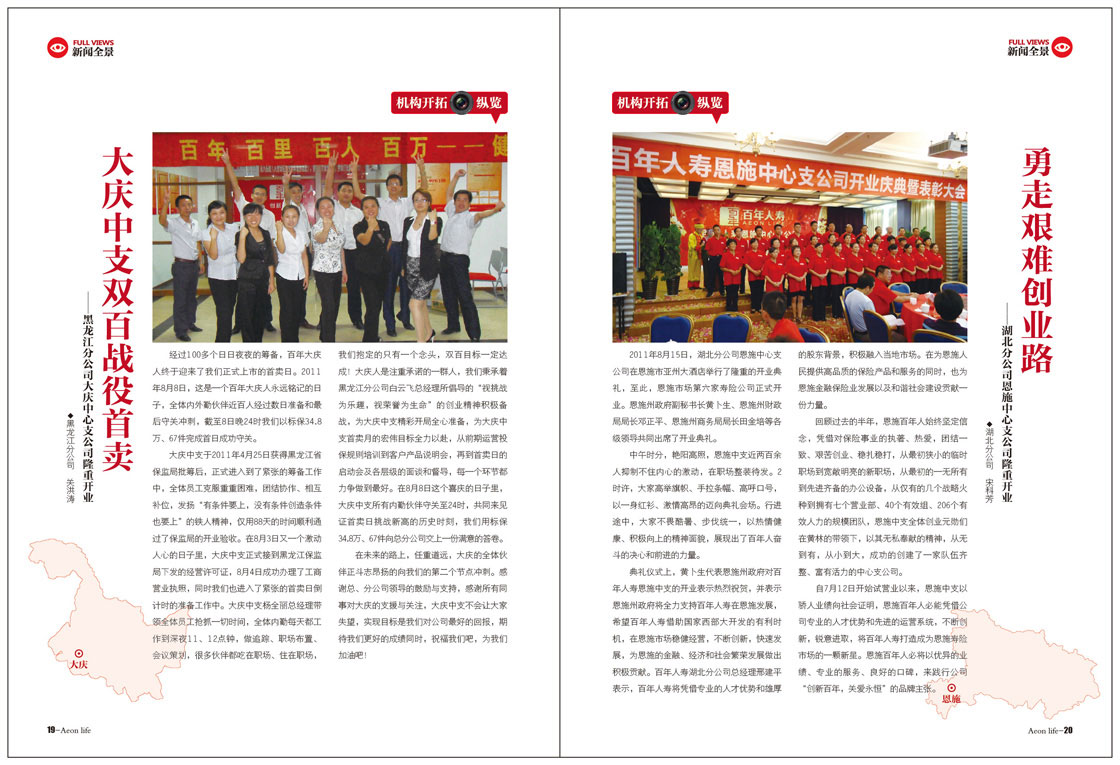 FULL VIEWS
新闻全景
机构开拓 纵览
大庆中支双百战役首卖
——黑龙江分公司大庆中心支公司隆重开业
◆黑龙江分公司 关洪涛
百年 百里 百人 百万——健
经过100多个日日夜夜的筹备，百年大庆
人终于迎来了我们正式上市的首卖日。2011
年8月8日，这是一个百年大庆人永远铭记的日
子，全体内外勤伙伴近百人经过数日准备和最
后守关冲刺，截至8日晚24时我们以标保34.8
万、67件完成首日成功守关。
大庆中支于2011年4月25日获得黑龙江省
保监局批筹后，正式进入到了紧张的筹备工作
中，全体员工克服重重困难，团结协作、相互
补位，发扬“有条件要上，没有条件创造条件
也要上”的铁人精神，仅用88天的时间顺利通
过了保监局的开业验收。在8月3日又一个激动
人心的日子里，大庆中支正式接到黑龙江保监
局下发的经营许可证，8月4日成功办理了工商
营业执照，同时我们也进入了紧张的首卖日倒
计时的准备工作中。大庆中支杨全丽总经理带
领全体员工抢抓一切时间，全体内勤每天都工
作到深夜11、12点钟，做追踪、职场布置、
会议策划，很多伙伴都吃在职场、住在职场，
我们抱定的只有一个念头，双百目标一定达
成！大庆人是注重承诺的一群人，我们秉承着
黑龙江分公司白云飞总经理所倡导的“视挑战
为乐趣，视荣誉为生命”的创业精神积极备
战，为大庆中支精彩开局全心准备，为大庆中
支首卖月的宏伟目标全力以赴，从前期运营投
保规则培训到客户产品说明会，再到首卖日的
启动会及各层级的面谈和督导，每一个环节都
力争做到最好。在8月8日这个喜庆的日子里，
大庆中支所有内勤伙伴守关至24时，共同来见
证首卖日挑战新高的历史时刻，我们用标保
34.8万、67件向总分公司交上一份满意的答卷。
在未来的路上，任重道远，大庆的全体伙
伴正斗志昂扬的向我们的第二个节点冲刺。感
谢总、分公司领导的鼓励与支持，感谢所有同
事对大庆的支援与关注，大庆中支不会让大家
失望，实现目标是我们对公司最好的回报，期
待我们更好的成绩同时，祝福我们吧，为我们
加油吧！
大庆
19-Aeon life
FULL VIEWS
新闻全景
机构开拓 纵览
勇走艰难创业路
——湖北分公司恩施中心支公司隆重开业
◆湖北分公司 宋科芳
百年人寿恩施中心支公司开业庆典暨表彰大会
百年人寿
AEON LIFE
2011年8月15日，湖北分公司恩施中心支
公司在恩施市亚州大酒店举行了隆重的开业典
礼，至此，恩施市场第六家寿险公司正式开
业。恩施州政府副秘书长黄卜生、恩施州财政
局局长邓正平、恩施州商务局局长田金培等各
级领导共同出席了开业典礼。
中午时分，艳阳高照，恩施中支近两百余
人抑制不住内心的激动，在职场整装待发。2
时许，大家高举旗帜、手拉条幅、高呼口号，
以一身红衫、激情高昂的迈向典礼会场。行进
途中，大家不畏酷暑、步伐统一，以热情健
康、积极向上的精神面貌，展现出了百年人奋
斗的决心和前进的力量。
典礼仪式上，黄卜生代表恩施州政府对百
年人寿恩施中支的开业表示热烈祝贺，并表示
恩施州政府将全力支持百年人寿在恩施发展，
希望百年人寿借助国家西部大开发的有利时
机，在恩施市场稳健经营，不断创新，快速发
展，为恩施的金融、经济和社会繁荣发展做出
积极贡献。百年人寿湖北分公司总经理邢建平
表示，百年人寿将凭借专业的人才优势和雄厚
的股东背景，积极融入当地市场。在为恩施人
民提供高品质的保险产品和服务的同时，也为
恩施金融保险业发展以及和谐社会建设贡献一
份力量。
回顾过去的半年，恩施百年人始终坚定信
念，凭借对保险事业的执著、热爱，团结一
致、艰苦创业、稳扎稳打，从最初狭小的临时
职场到宽敞明亮的新职场，从最初的一无所有
到先进齐备的办公设备，从仅有的几个战略火
种到拥有七个营业部、40个有效组、206个有
效人力的规模团队，恩施中支全体创业元勋们
在黄林的带领下，以其无私奉献的精神，从无
到有，从小到大，成功的创建了一家队伍齐
整、富有活力的中心支公司。
自7月12日开始试营业以来，恩施中支以
骄人业绩向社会证明，恩施百年人必能凭借公
司专业的人才优势和先进的运营系统，不断创
新，锐意进取，将百年人寿打造成为恩施寿险
市场的一颗新星。恩施百年人必将以优异的业
绩、专业的服务、良好的口碑，来践行公司
“创新百年，关爱永恒”的品牌主张。
恩施
Aeon life-20